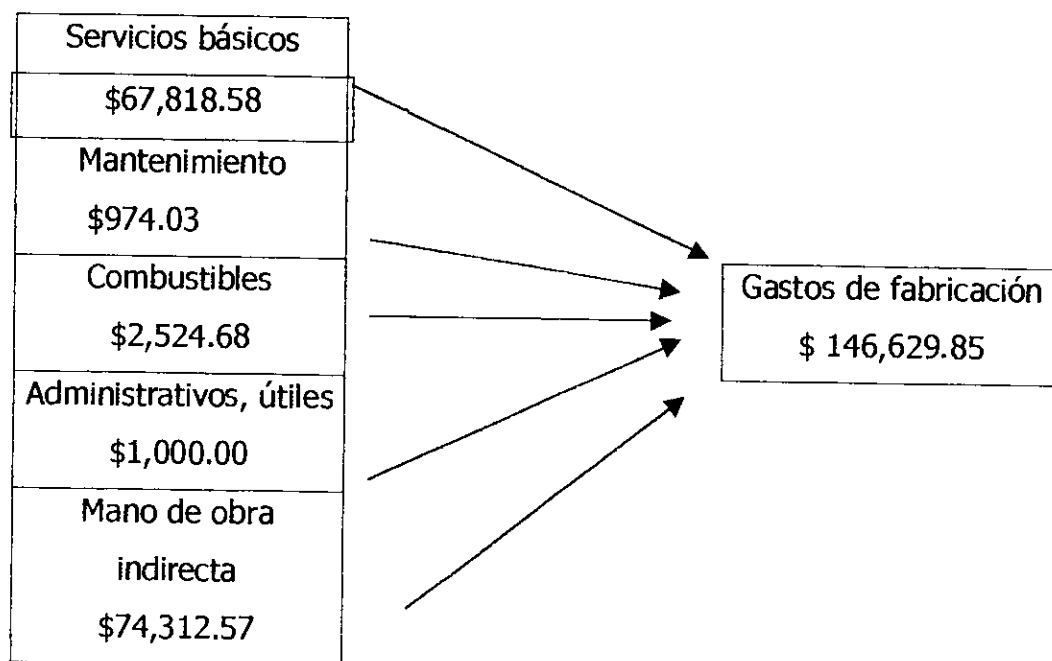 Servicios básicos
$67,818.58
Mantenimiento
$974.03
Combustibles
$2,524.68
Administrativos, útiles
$1,000.00
Mano de obra
indirecta
$74,312.57
Gastos de fabricación
$ 146,629.85